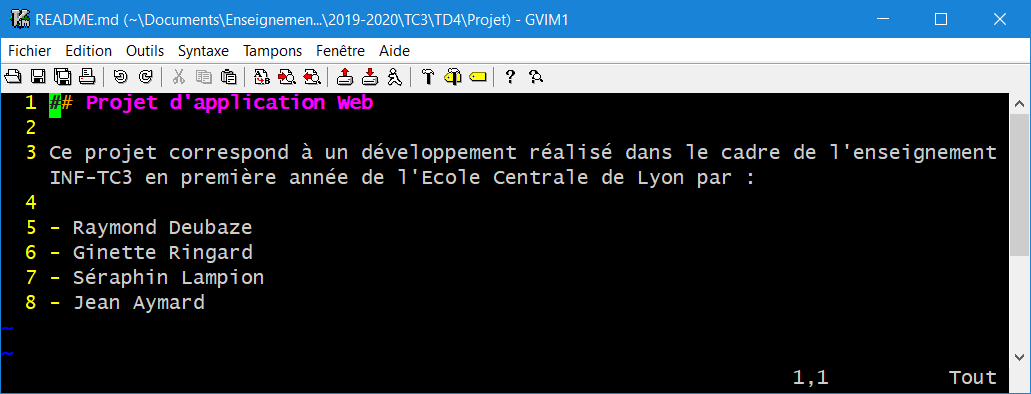 README.md (~\Documents\Enseignemen...\2019-2020\TC3\TD4\Projet) - GVIM1
Fichier Edition Outils Syntaxe Tampons Fenêtre Aide
1 ## Projet d'application Web
2
3 Ce projet correspond à un développement réalisé dans le cadre de l'enseignement
INF-TC3 en première année de l'Ecole Centrale de Lyon par :
4
5 - Raymond Deubaze
6 - Ginette Ringard
7 - Séraphin Lampion
8 - Jean Aymard
~
~
1,1 Tout